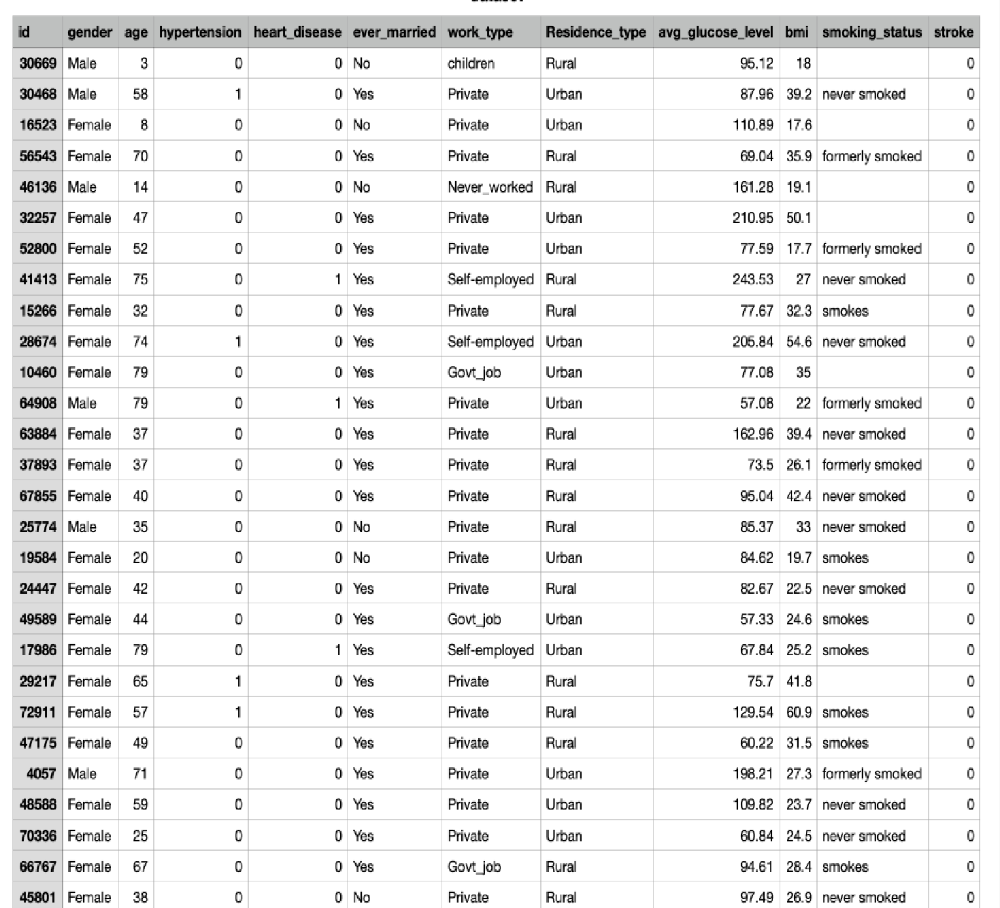 id gender age hypertension heart_disease ever_married work_type Residence_type avg_glucose_level bmi smoking_status stroke
30669 Male 3 0 0 No children Rural 95.12 18 0
30468 Male 58 1 0 Yes Private Urban 87.96 39.2 never smoked 0
16523 Female 8 0 0 No Private Urban 110.89 17.6 0
56543 Female 70 0 0 Yes Private Rural 69.04 35.9 formerly smoked 0
46136 Male 14 0 0 No Never_worked Rural 161.28 19.1 0
32257 Female 47 0 0 Yes Private Urban 210.95 50.1 0
52800 Female 52 0 0 Yes Private Urban 77.59 17.7 formerly smoked 0
41413 Female 75 0 1 Yes Self-employed Rural 243.53 27 never smoked 0
15266 Female 32 0 0 Yes Private Rural 77.67 32.3 smokes 0
28674 Female 74 1 0 Yes Self-employed Urban 205.84 54.6 never smoked 0
10460 Female 79 0 0 Yes Govt_job Urban 77.08 35 0
64908 Male 79 0 1 Yes Private Urban 57.08 22 formerly smoked 0
63884 Female 37 0 0 Yes Private Rural 162.96 39.4 never smoked 0
37893 Female 37 0 0 Yes Private Rural 73.5 26.1 formerly smoked 0
67855 Female 40 0 0 Yes Private Rural 95.04 42.4 never smoked 0
25774 Male 35 0 0 No Private Rural 85.37 33 never smoked 0
19584 Female 20 0 0 No Private Urban 84.62 19.7 smokes 0
24447 Female 42 0 0 Yes Private Rural 82.67 22.5 never smoked 0
49589 Female 44 0 0 Yes Govt_job Urban 57.33 24.6 smokes 0
17986 Female 79 0 1 Yes Self-employed Urban 67.84 25.2 smokes 0
29217 Female 65 1 0 Yes Private Rural 75.7 41.8 0
72911 Female 57 1 0 Yes Private Rural 129.54 60.9 smokes 0
47175 Female 49 0 0 Yes Private Rural 60.22 31.5 smokes 0
4057 Male 71 0 0 Yes Private Urban 198.21 27.3 formerly smoked 0
48588 Female 59 0 0 Yes Private Urban 109.82 23.7 never smoked 0
70336 Female 25 0 0 Yes Private Urban 60.84 24.5 never smoked 0
66767 Female 67 0 0 Yes Govt_job Rural 94.61 28.4 smokes 0
45801 Female 38 0 0 No Private Rural 97.49 26.9 never smoked 0